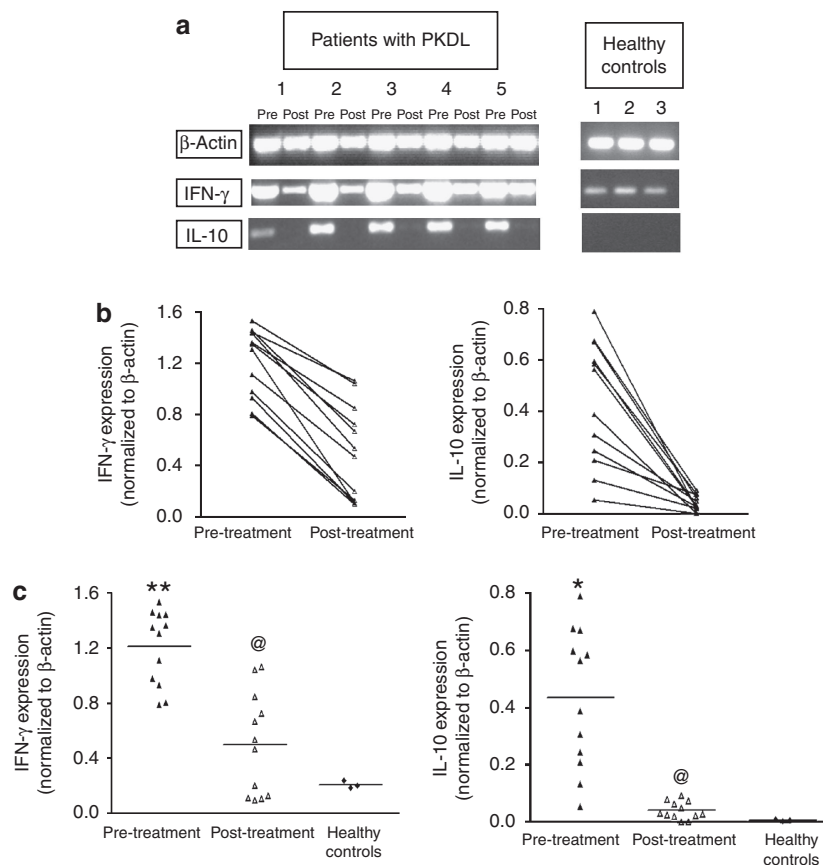 a
Patients with PKDL
Healthy
controls
1 2 3 4 5
Pre Post Pre Post Pre Post Pre Post Pre Post
1 2 3
β-Actin
IFN-γ
IL-10
b
IFN-γ expression
(normalized to β-actin)
1.6
1.2
0.8
0.4
0.0
Pre-treatment Post-treatment
IL-10 expression
(normalized to β-actin)
0.8
0.6
0.4
0.2
0.0
Pre-treatment Post-treatment
c
IFN-γ expression
(normalized to β-actin)
1.6
1.2
0.8
0.4
0.0
**
@
Pre-treatment Post-treatment Healthy
controls
IL-10 expression
(normalized to β-actin)
0.8
0.6
0.4
0.2
0.0
*
@
Pre-treatment Post-treatment Healthy
controls